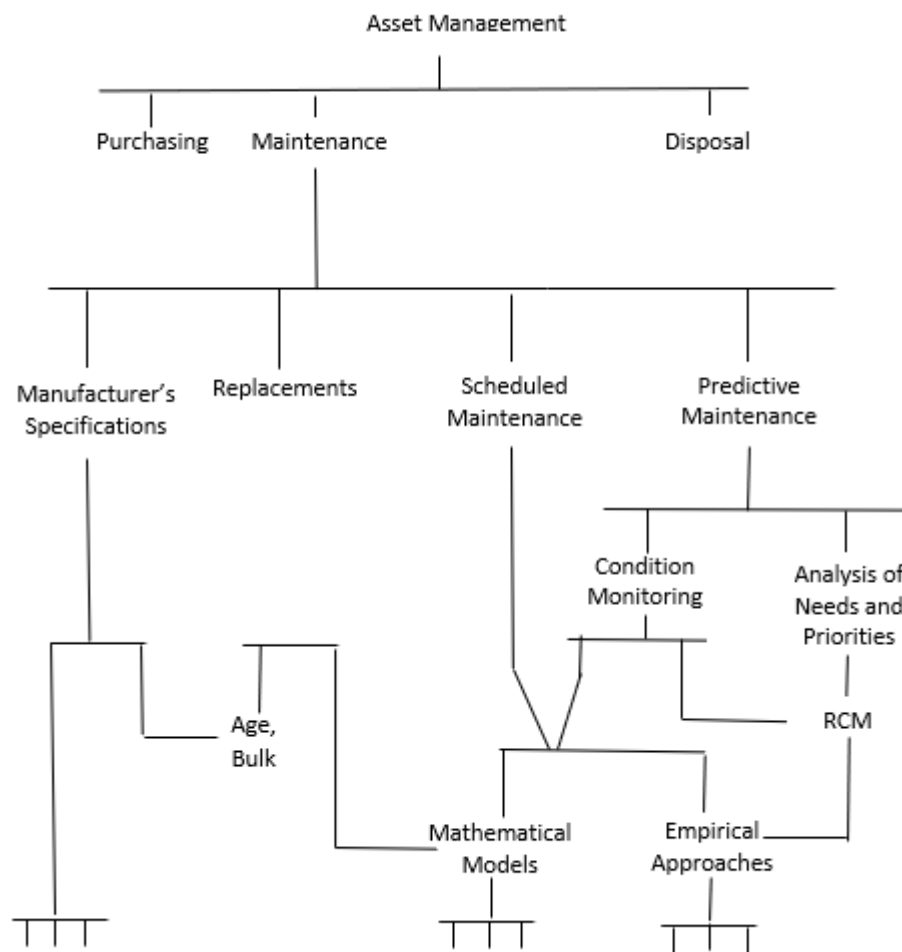 Asset Management
Purchasing
Maintenance
Disposal
Manufacturer's
Specifications
Replacements
Scheduled
Maintenance
Predictive
Maintenance
Condition
Monitoring
Analysis of
Needs and
Priorities
Age,
Bulk
RCM
Mathematical
Models
Empirical
Approaches